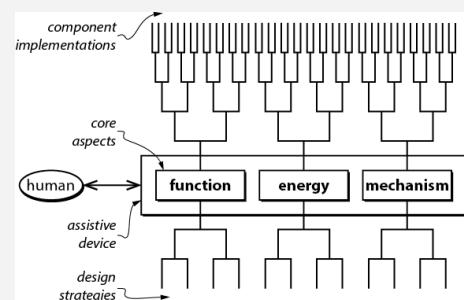 component
implementations
core
aspects
human
function
energy
mechanism
assistive
device
design
strategies